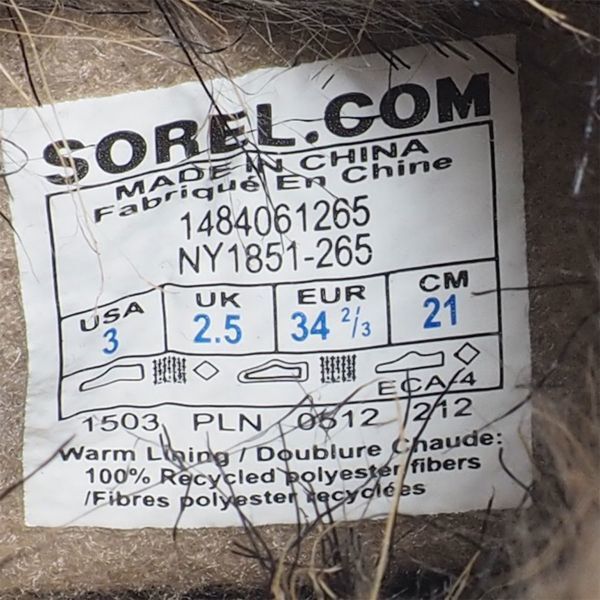 SOREL.COM
MADE IN CHINA
Fabriqué En Chine
1484061265
NY1851-265
USA UK EUR CM
3 2.5 34 2/3 21
ECA-4
1503 PLN 0512 212
Warm Lining / Doublure Chaude:
100% Recycled polyester fibers
/Fibres polyester recyclées